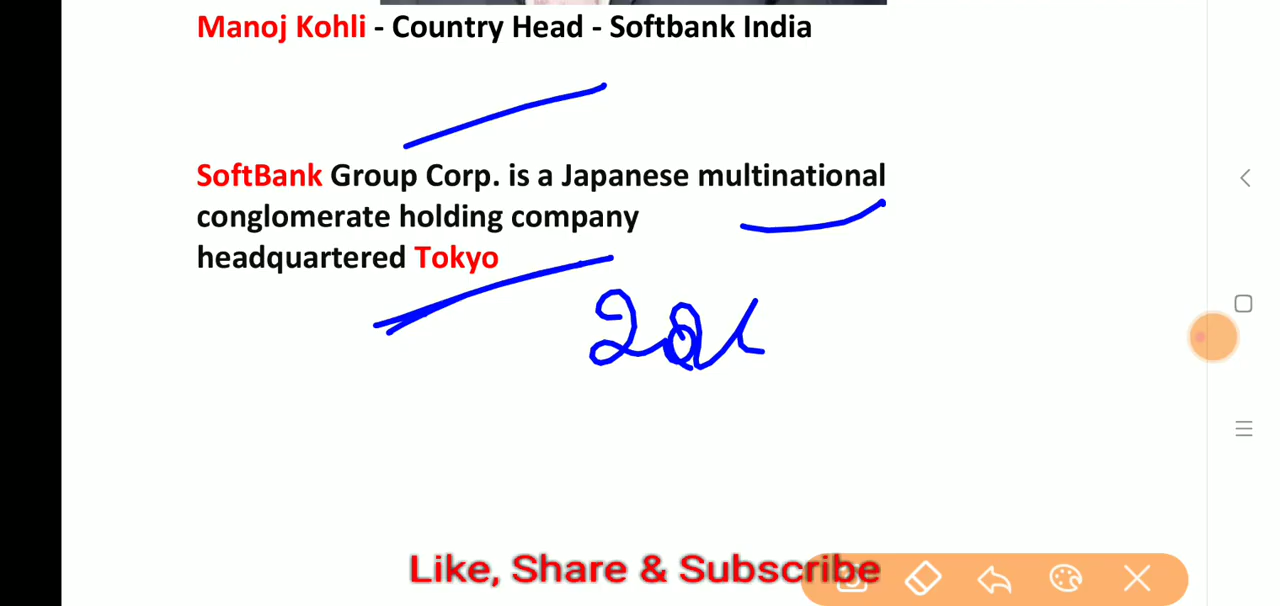 Manoj Kohli - Country Head - Softbank India
SoftBank Group Corp. is a Japanese multinational
conglomerate holding company
headquartered Tokyo
Like, Share & Subscribe